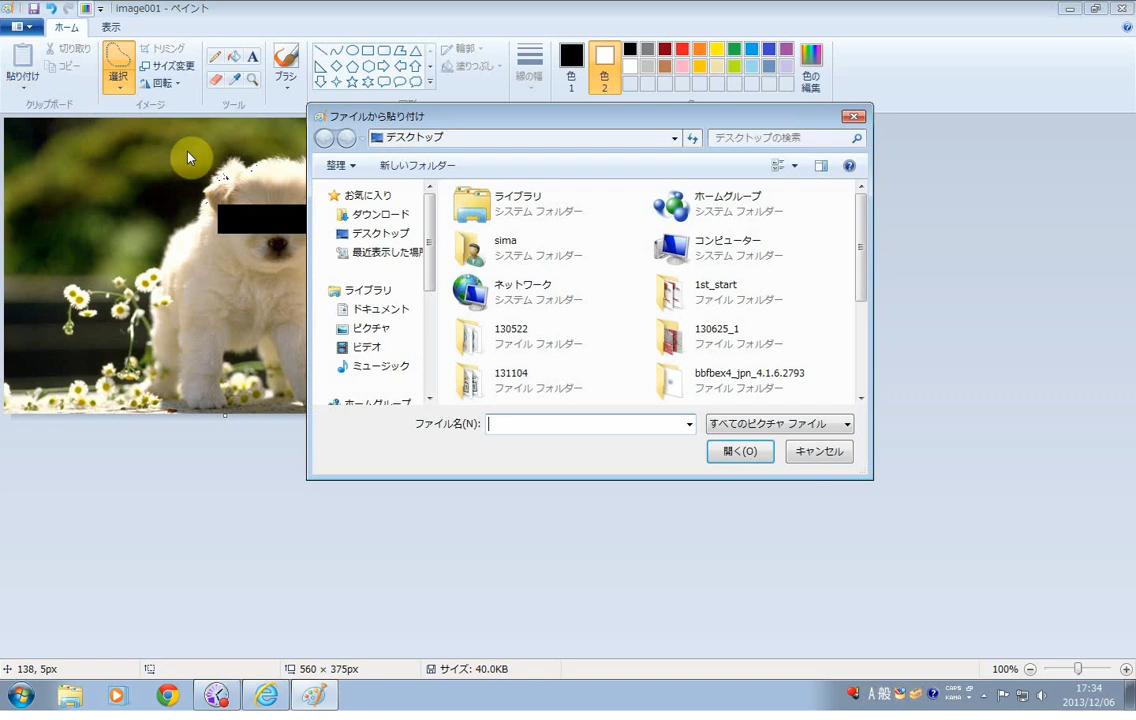 image001 - ペイント
ホーム
表示
貼り付け
切り取り
コピー
クリップボード
選択
トリミング
サイズ変更
回転
イメージ
A
ツール
ブラシ
輪郭
塗りつぶし
線の幅
色
1
色
2
色の
編集
ファイルから貼り付け
デスクトップ
デスクトップの検索
整理
新しいフォルダー
お気に入り
ダウンロード
デスクトップ
最近表示した場所
ライブラリ
ドキュメント
ピクチャ
ビデオ
ミュージック
ホームグループ
ライブラリ
システム フォルダー
ホームグループ
システム フォルダー
sima
システム フォルダー
コンピューター
システム フォルダー
ネットワーク
システム フォルダー
1st_start
ファイル フォルダー
130522
ファイル フォルダー
130625_1
ファイル フォルダー
131104
ファイル フォルダー
bbfbex4_jpn_4.1.6.2793
ファイル フォルダー
ファイル名(N):
すべてのピクチャ ファイル
開く(O)
キャンセル
138, 5px
560 × 375px
サイズ: 40.0KB
100%
A 般
CAPS
KANA
17:34
2013/12/06